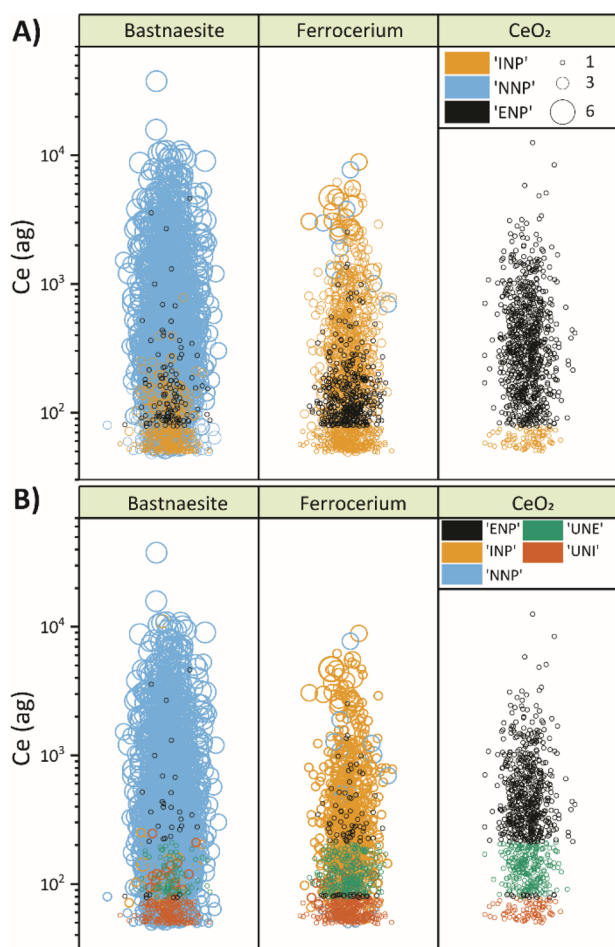 A)
Bastnaesite Ferrocerium CeO₂
'INP' 1
'NNP' 3
'ENP' 6
10⁴
10³
10²
Ce (ag)
B)
Bastnaesite Ferrocerium CeO₂
'ENP' 'UNE'
'INP' 'UNI'
'NNP'
10⁴
10³
10²
Ce (ag)